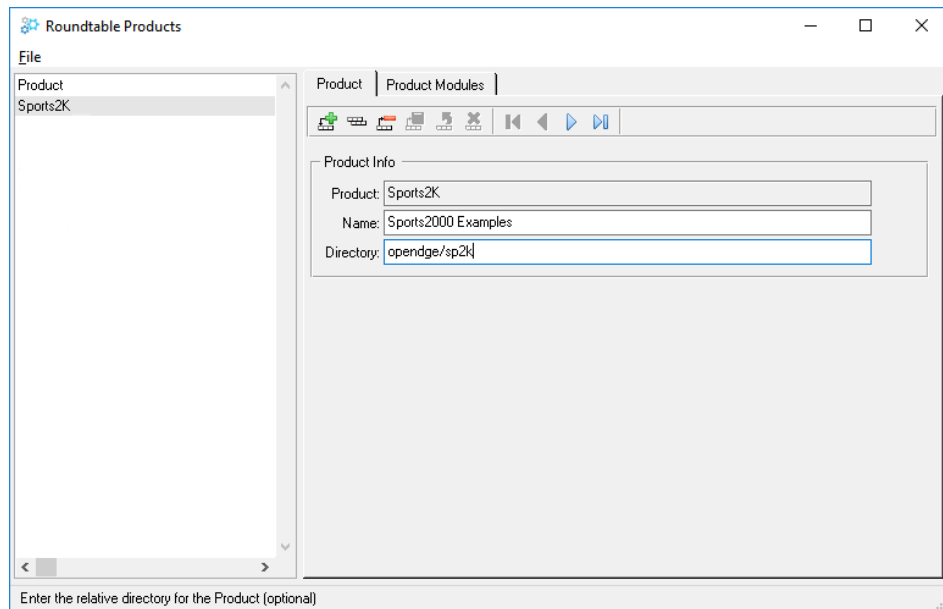 Roundtable Products
File
Product
Sports2K
Product
Product Modules
Product Info
Product: Sports2K
Name: Sports2000 Examples
Directory: opendge/sp2k
Enter the relative directory for the Product (optional)